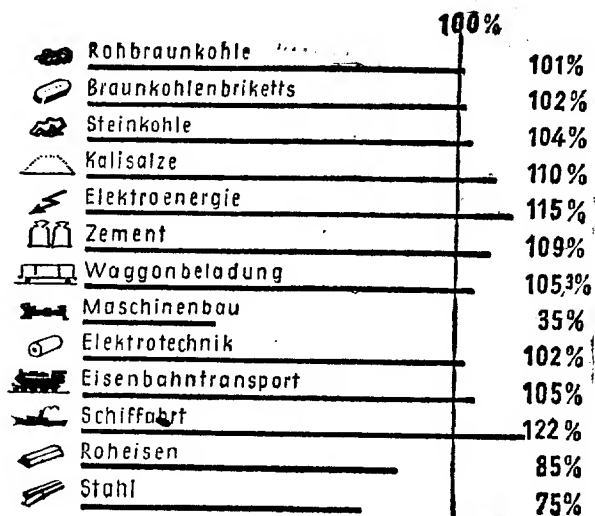 100%
Rohbraunkohle 101%
Braunkohlenbriketts 102%
Steinkohle 104%
Kalisalze 110%
Elektroenergie 115%
Zement 109%
Waggonbeladung 105,3%
Maschinenbau 35%
Elektrotechnik 102%
Eisenbahntransport 105%
Schiffahrt 122%
Roheisen 85%
Stahl 75%